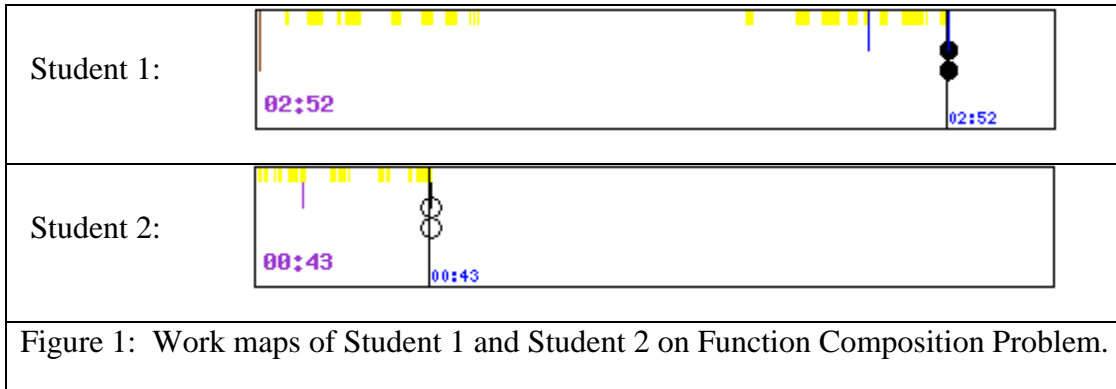 Student 1:
02:52
02:52
Student 2:
00:43
00:43
Figure 1: Work maps of Student 1 and Student 2 on Function Composition Problem.